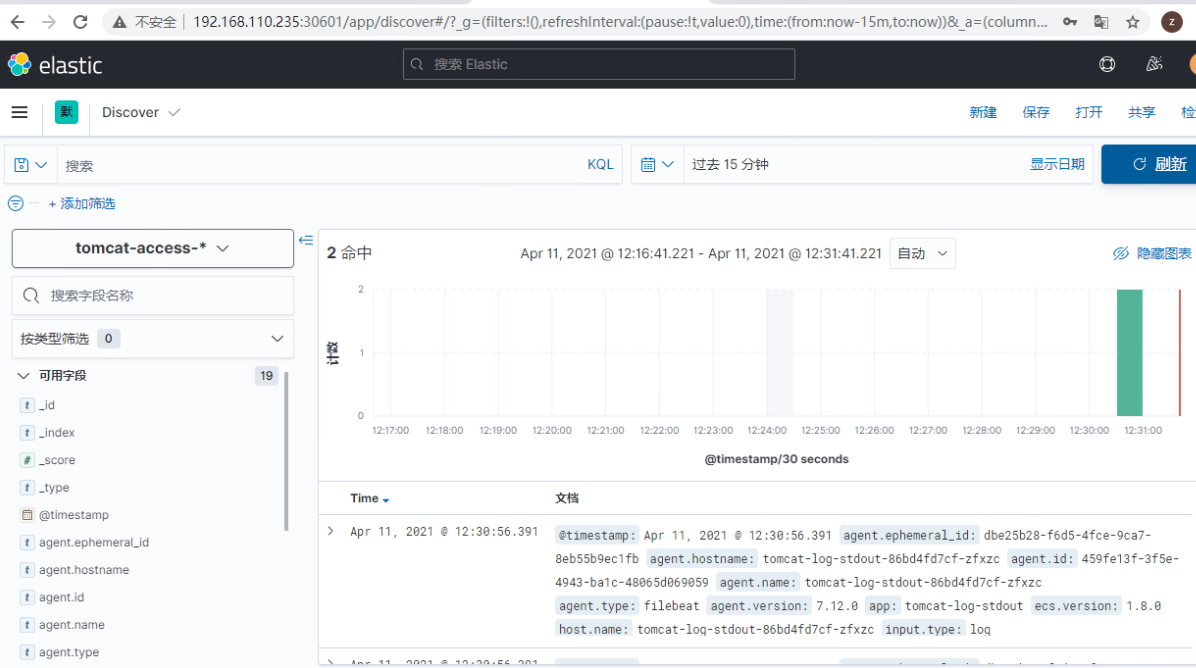 不安全 192.168.110.235:30601/app/discover#/?_g=(filters:!(),refreshInterval:(pause:!t,value:0),time:(from:now-15m,to:now))&_a=(column... Z
elastic 搜索 Elastic
默 Discover 新建 保存 打开 共享
搜索 KQL 过去 15 分钟 显示日期 刷新
+ 添加筛选
tomcat-access-* 2 命中 Apr 11, 2021 @ 12:16:41.221 - Apr 11, 2021 @ 12:31:41.221 自动 隐藏图表
搜索字段名称
按类型筛选 0
可用字段 19
t _id
t _index
# _score
t _type
@timestamp
t agent.ephemeral_id
t agent.hostname
t agent.id
t agent.name
t agent.type
计数
2
1
0
12:17:00 12:18:00 12:19:00 12:20:00 12:21:00 12:22:00 12:23:00 12:24:00 12:25:00 12:26:00 12:27:00 12:28:00 12:29:00 12:30:00 12:31:00
@timestamp/30 seconds
Time 文档
Apr 11, 2021 @ 12:30:56.391 @timestamp: Apr 11, 2021 @ 12:30:56.391 agent.ephemeral_id: dbe25b28-f6d5-4fce-9ca7-
8eb55b9ec1fb agent.hostname: tomcat-log-stdout-86bd4fd7cf-zfxzc agent.id: 459fe13f-3f5e-
4943-ba1c-48065d069059 agent.name: tomcat-log-stdout-86bd4fd7cf-zfxzc
agent.type: filebeat agent.version: 7.12.0 app: tomcat-log-stdout ecs.version: 1.8.0
host.name: tomcat-log-stdout-86bd4fd7cf-zfxzc input.type: log